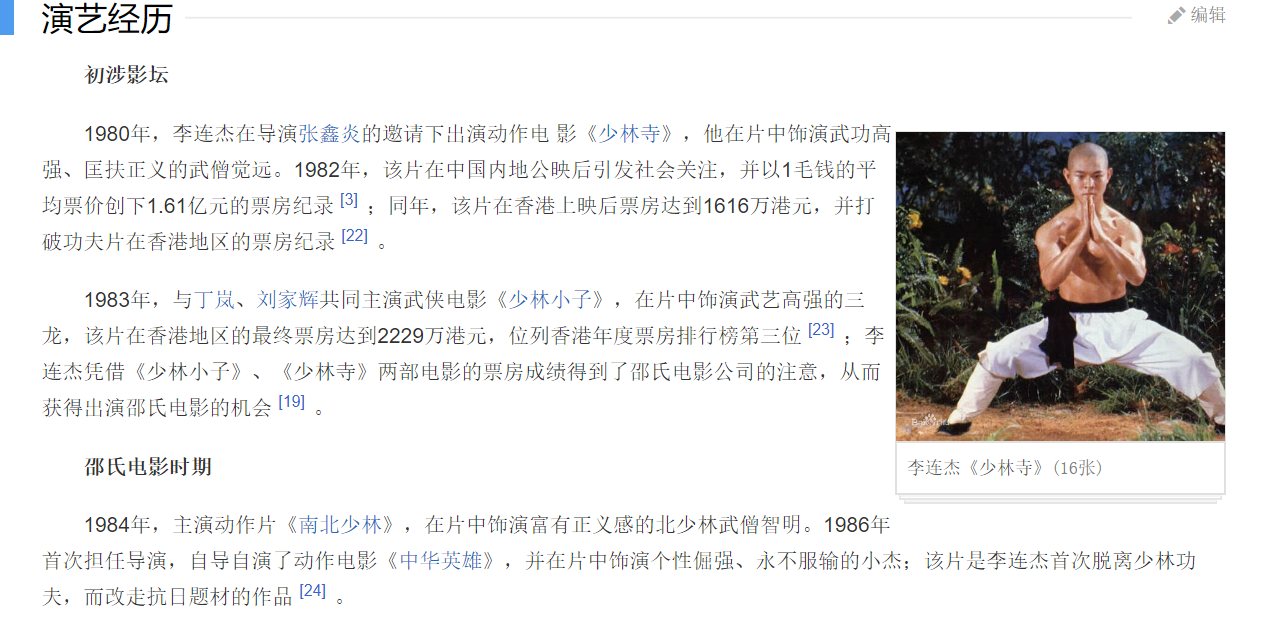 演艺经历
编辑
初涉影坛
1980年，李连杰在导演张鑫炎的邀请下出演动作电 影《少林寺》，他在片中饰演武功高
强、匡扶正义的武僧觉远。1982年，该片在中国内地公映后引发社会关注，并以1毛钱的平
均票价创下1.61亿元的票房纪录 [3] ；同年，该片在香港上映后票房达到1616万港元，并打
破功夫片在香港地区的票房纪录 [22] 。
1983年，与丁岚、刘家辉共同主演武侠电影《少林小子》，在片中饰演武艺高强的三
龙，该片在香港地区的最终票房达到2229万港元，位列香港年度票房排行榜第三位 [23] ；李
连杰凭借《少林小子》、《少林寺》两部电影的票房成绩得到了邵氏电影公司的注意，从而
获得出演邵氏电影的机会 [19] 。
李连杰《少林寺》(16张)
邵氏电影时期
1984年，主演动作片《南北少林》，在片中饰演富有正义感的北少林武僧智明。1986年
首次担任导演，自导自演了动作电影《中华英雄》，并在片中饰演个性倔强、永不服输的小杰；该片是李连杰首次脱离少林功
夫，而改走抗日题材的作品 [24] 。